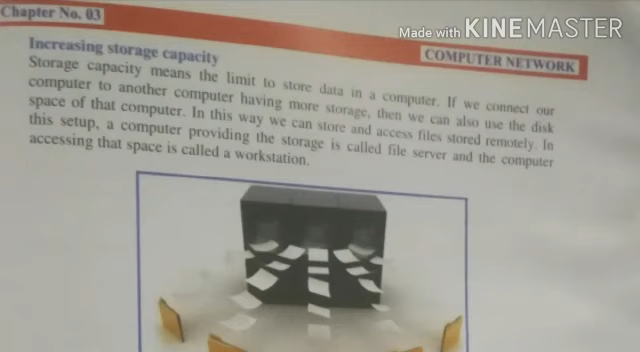 Chapter No. 03
Made with KINEMASTER
COMPUTER NETWORK
Increasing storage capacity
Storage capacity means the limit to store data in a computer. If we connect our
computer to another computer having more storage, then we can also use the disk
space of that computer. In this way we can store and access files stored remotely. In
this setup, a computer providing the storage is called file server and the computer
accessing that space is called a workstation.